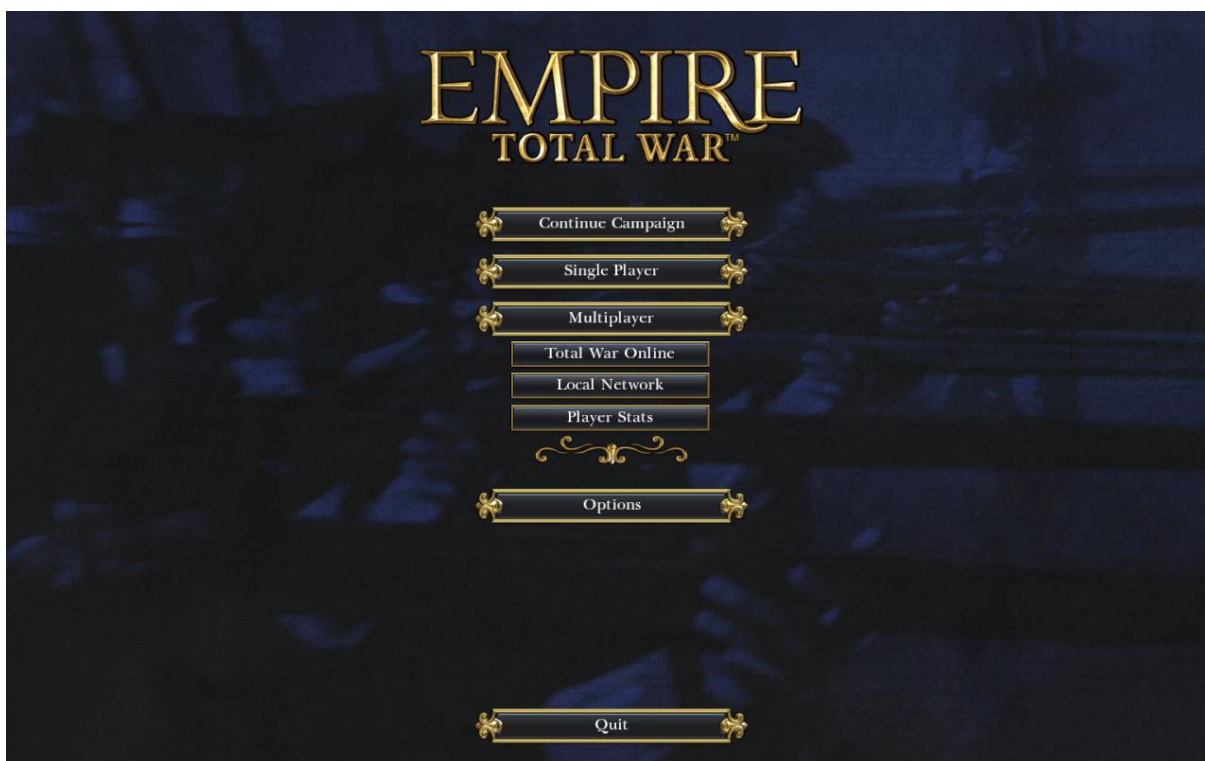 EMPIRE
TOTAL WAR™
Continue Campaign
Single Player
Multiplayer
Total War Online
Local Network
Player Stats
Options
Quit